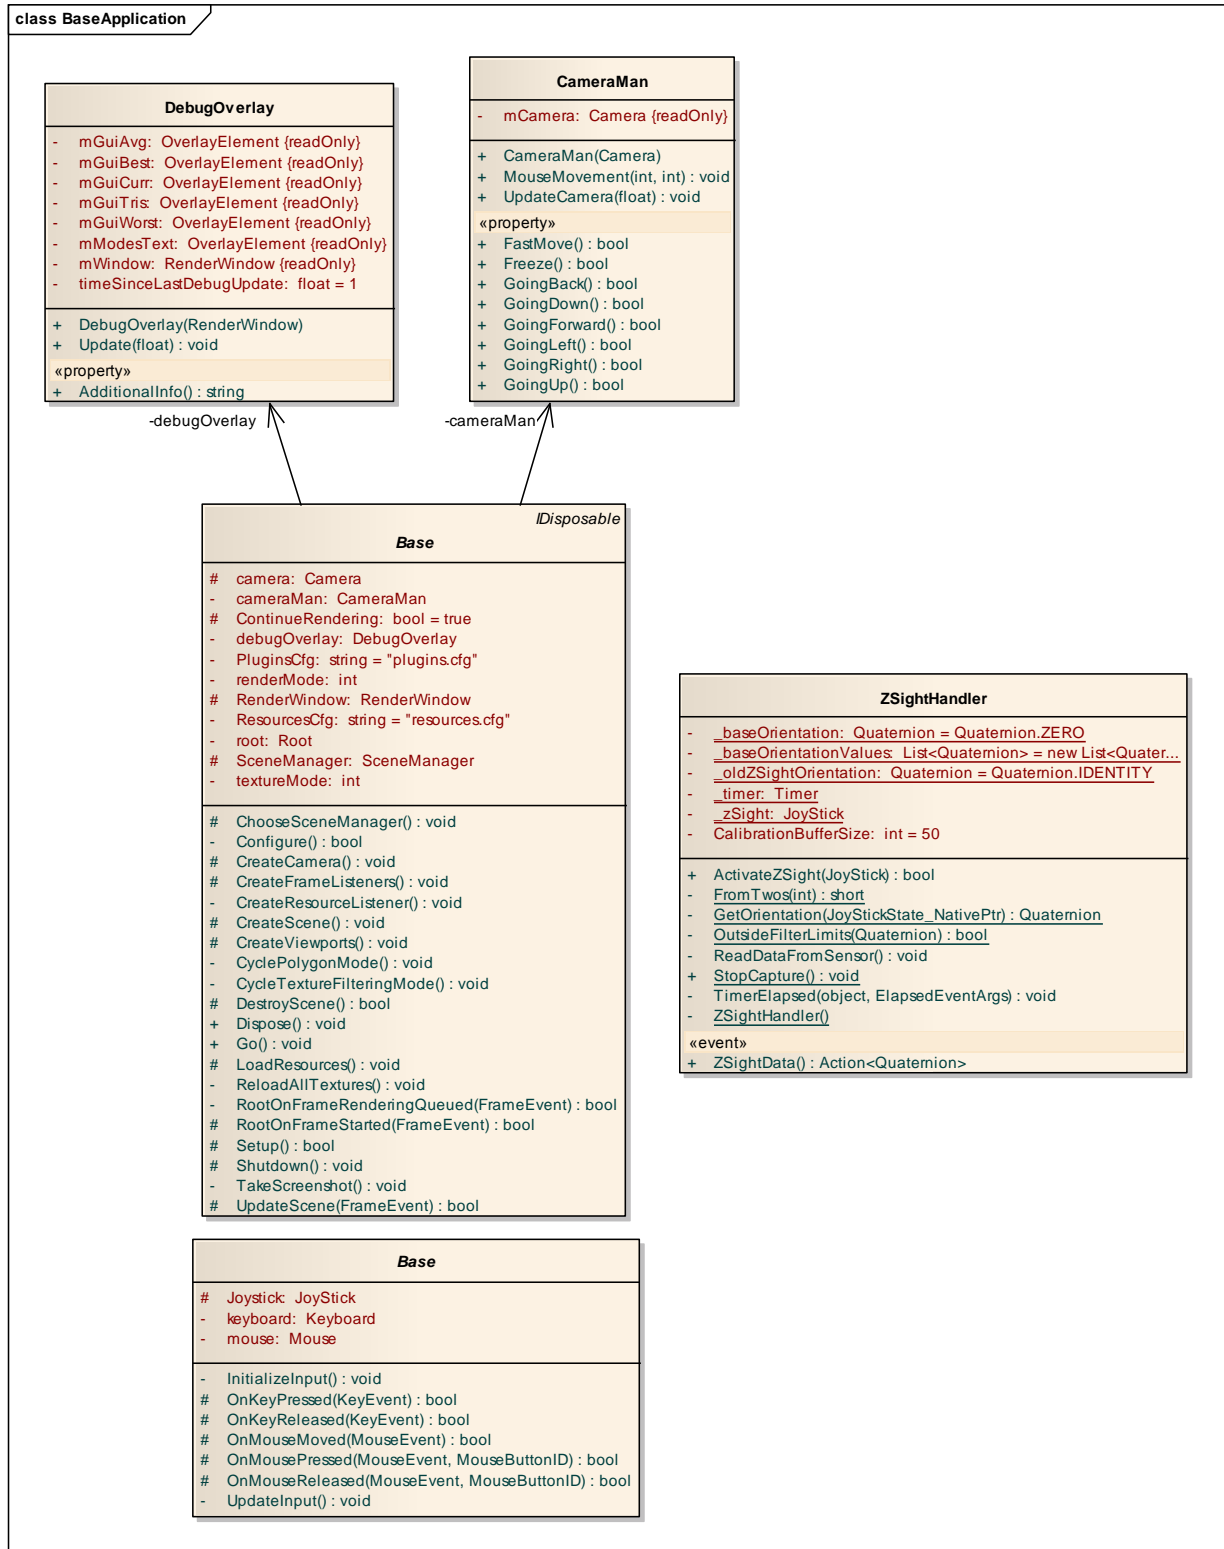 class BaseApplication
DebugOverlay
- mGuiAvg: OverlayElement {readOnly}
- mGuiBest: OverlayElement {readOnly}
- mGuiCurr: OverlayElement {readOnly}
- mGuiTris: OverlayElement {readOnly}
- mGuiWorst: OverlayElement {readOnly}
- mModesText: OverlayElement {readOnly}
- mWindow: RenderWindow {readOnly}
- timeSinceLastDebugUpdate: float = 1
+ DebugOverlay(RenderWindow)
+ Update(float) : void
«property»
+ AdditionalInfo() : string
CameraMan
- mCamera: Camera {readOnly}
+ CameraMan(Camera)
+ MouseMovement(int, int) : void
+ UpdateCamera(float) : void
«property»
+ FastMove() : bool
+ Freeze() : bool
+ GoingBack() : bool
+ GoingDown() : bool
+ GoingForward() : bool
+ GoingLeft() : bool
+ GoingRight() : bool
+ GoingUp() : bool
-debugOverlay
-cameraMan
IDisposable
Base
# camera: Camera
- cameraMan: CameraMan
# ContinueRendering: bool = true
- debugOverlay: DebugOverlay
- PluginsCfg: string = "plugins.cfg"
- renderMode: int
# RenderWindow: RenderWindow
- ResourcesCfg: string = "resources.cfg"
- root: Root
# SceneManager: SceneManager
- textureMode: int
# ChooseSceneManager() : void
- Configure() : bool
# CreateCamera() : void
# CreateFrameListeners() : void
- CreateResourceListener() : void
# CreateScene() : void
# CreateViewports() : void
- CyclePolygonMode() : void
- CycleTextureFilteringMode() : void
# DestroyScene() : bool
+ Dispose() : void
+ Go() : void
# LoadResources() : void
- ReloadAllTextures() : void
- RootOnFrameRenderingQueued(FrameEvent) : bool
# RootOnFrameStarted(FrameEvent) : bool
# Setup() : bool
# Shutdown() : void
- TakeScreenshot() : void
# UpdateScene(FrameEvent) : bool
ZSightHandler
- _baseOrientation: Quaternion = Quaternion.ZERO
- _baseOrientationValues: List<Quaternion> = new List<Quater...
- _oldZSightOrientation: Quaternion = Quaternion.IDENTITY
- _timer: Timer
- _zSight: JoyStick
- CalibrationBufferSize: int = 50
+ ActivateZSight(JoyStick) : bool
- FromTwos(int) : short
- GetOrientation(JoyStickState_NativePtr) : Quaternion
- OutsideFilterLimits(Quaternion) : bool
- ReadDataFromSensor() : void
+ StopCapture() : void
- TimerElapsed(object, ElapsedEventArgs) : void
- ZSightHandler()
«event»
+ ZSightData() : Action<Quaternion>
Base
# Joystick: JoyStick
- keyboard: Keyboard
- mouse: Mouse
- InitializeInput() : void
# OnKeyPressed(KeyEvent) : bool
# OnKeyReleased(KeyEvent) : bool
# OnMouseMoved(MouseEvent) : bool
# OnMousePressed(MouseEvent, MouseButtonID) : bool
# OnMouseReleased(MouseEvent, MouseButtonID) : bool
- UpdateInput() : void